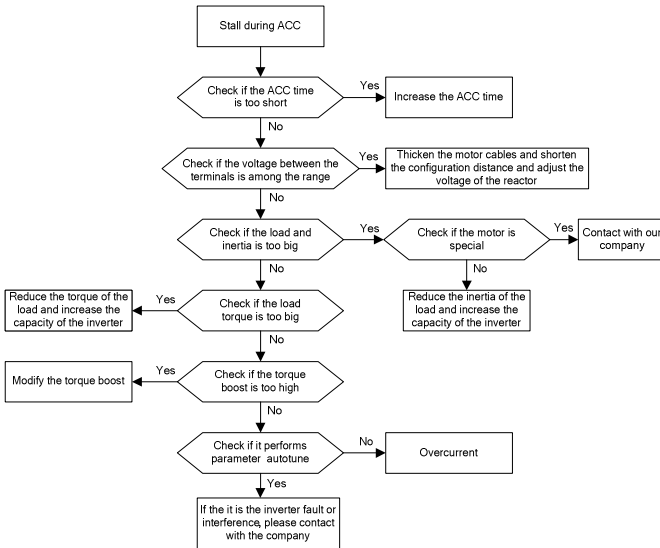 Stall during ACC
Check if the ACC time
is too short
Yes
Increase the ACC time
No
Check if the voltage between the
terminals is among the range
Yes
Thicken the motor cables and shorten
the configuration distance and adjust
the voltage of the reactor
No
Check if the load and
inertia is too big
Yes
Check if the motor is
special
Yes
Contact with our
company
No
No
Reduce the inertia of the
load and increase the
capacity of the inverter
Check if the load
torque is too big
Yes
Reduce the torque of the
load and increase the
capacity of the inverter
No
Check if the torque
boost is too high
Yes
Modify the torque boost
No
Check if it performs
parameter autotune
No
Overcurrent
Yes
If the it is the inverter fault or
interference, please contact
with the company